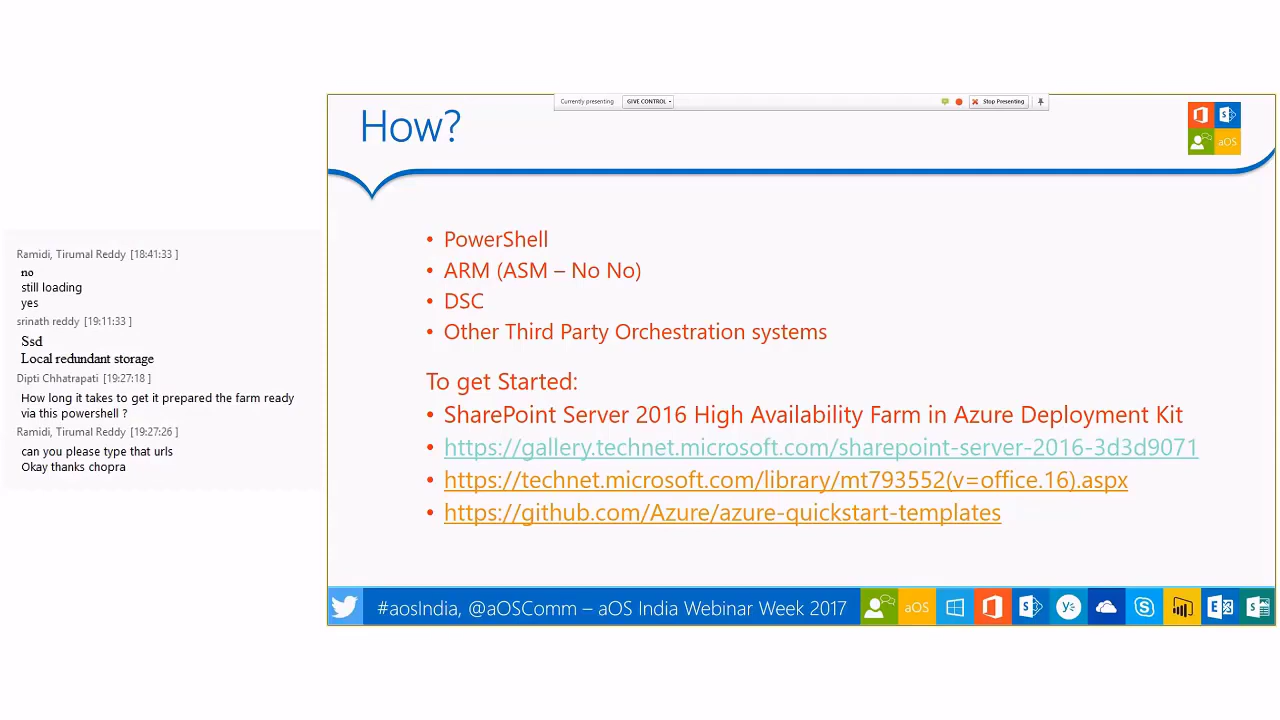 Currently presenting GIVE CONTROL Stop Presenting
How?
aOS
Ramidi, Tirumal Reddy [18:41:33 ]
no
still loading
yes
srinath reddy [19:11:33 ]
Ssd
Local redundant storage
Dipti Chhatrapati [19:27:18 ]
How long it takes to get it prepared the farm ready
via this powershell ?
Ramidi, Tirumal Reddy [19:27:26 ]
can you please type that urls
Okay thanks chopra
• PowerShell
• ARM (ASM – No No)
• DSC
• Other Third Party Orchestration systems
To get Started:
• SharePoint Server 2016 High Availability Farm in Azure Deployment Kit
• https://gallery.technet.microsoft.com/sharepoint-server-2016-3d3d9071
• https://technet.microsoft.com/library/mt793552(v=office.16).aspx
• https://github.com/Azure/azure-quickstart-templates
#aosIndia, @aOSComm – aOS India Webinar Week 2017 aOS